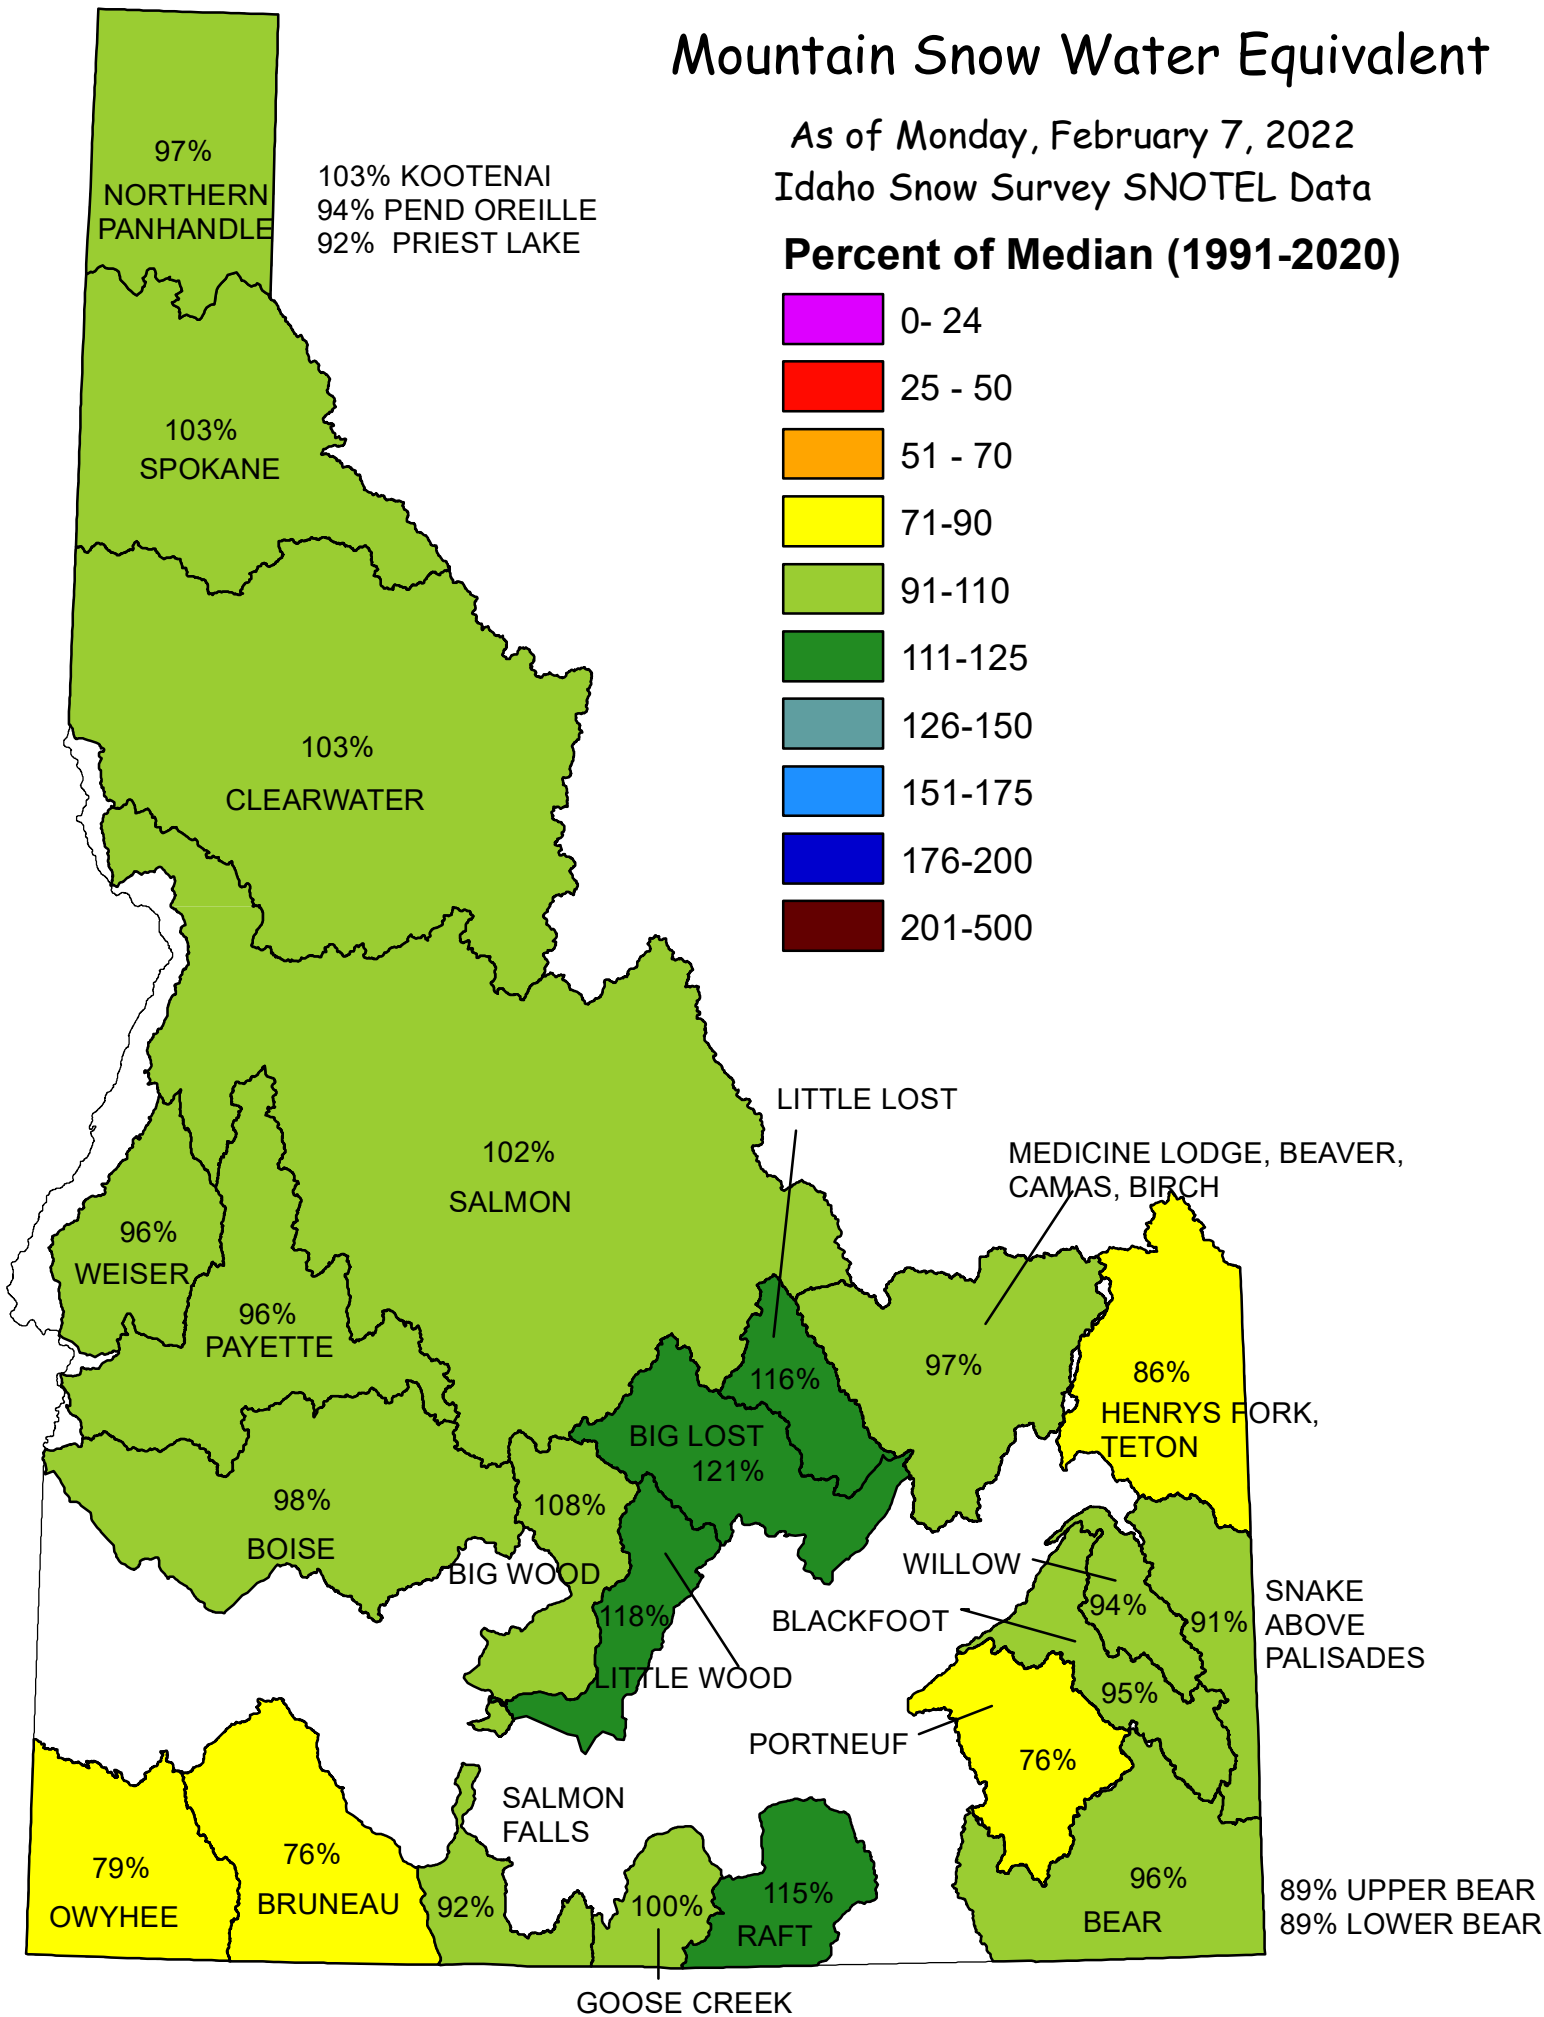 Mountain Snow Water Equivalent
As of Monday, February 7, 2022
Idaho Snow Survey SNOTEL Data
Percent of Median (1991-2020)
0- 24
25 - 50
51 - 70
71-90
91-110
111-125
126-150
151-175
176-200
201-500
97%
NORTHERN
PANHANDLE
103% KOOTENAI
94% PEND OREILLE
92% PRIEST LAKE
103%
SPOKANE
103%
CLEARWATER
102%
SALMON
LITTLE LOST
116%
MEDICINE LODGE, BEAVER,
CAMAS, BIRCH
97%
96%
WEISER
96%
PAYETTE
86%
HENRYS FORK,
TETON
BIG LOST
121%
98%
BOISE
108%
BIG WOOD
118%
LITTLE WOOD
WILLOW
94%
BLACKFOOT
95%
91%
SNAKE
ABOVE
PALISADES
PORTNEUF
76%
79%
OWYHEE
76%
BRUNEAU
SALMON
FALLS
92%
100%
GOOSE CREEK
115%
RAFT
96%
BEAR
89% UPPER BEAR
89% LOWER BEAR